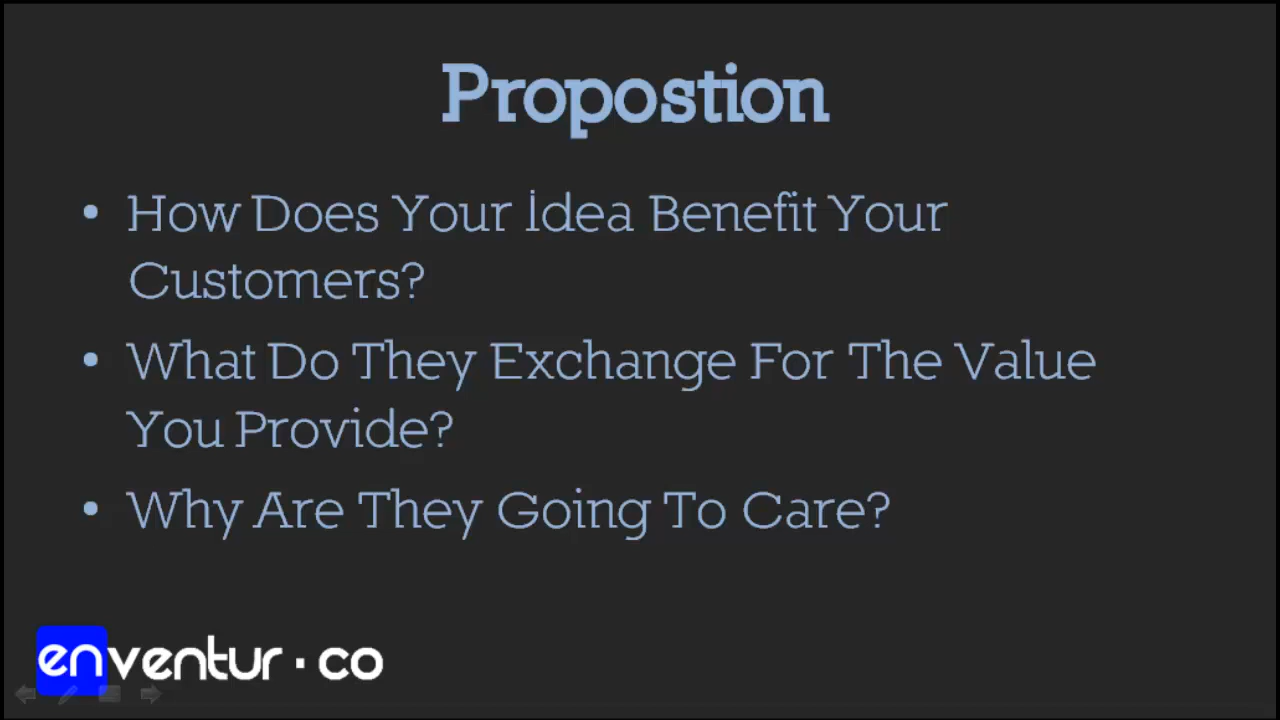 Propostion
• How Does Your İdea Benefit Your
Customers?
• What Do They Exchange For The Value
You Provide?
• Why Are They Going To Care?
enventur.co